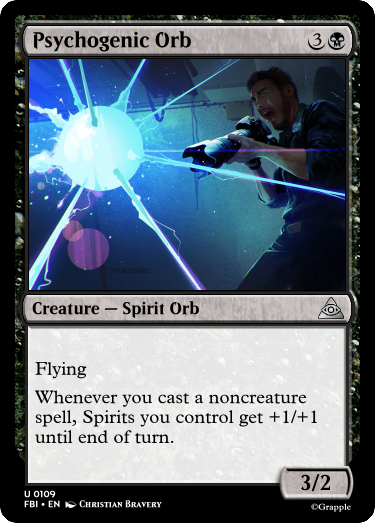 Psychogenic Orb 3
Creature — Spirit Orb
Flying
Whenever you cast a noncreature
spell, Spirits you control get +1/+1
until end of turn.
3/2
U 0109
FBI • EN Christian Bravery
©Grapple